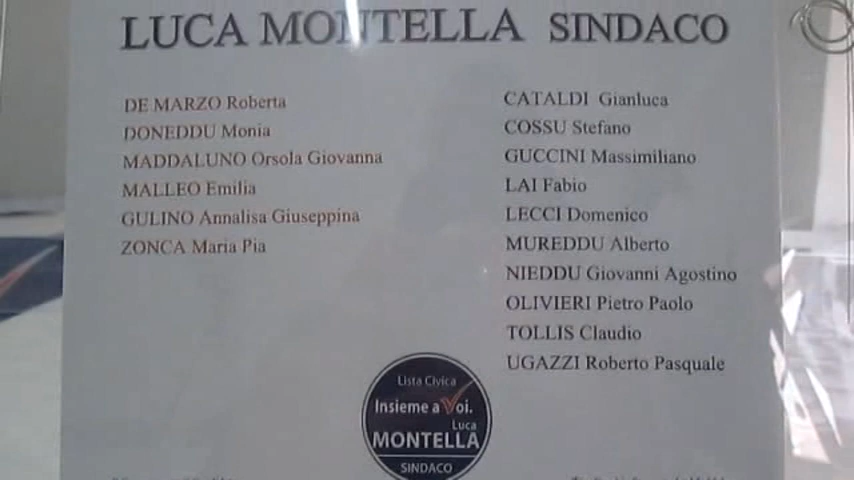 LUCA MONTELLA SINDACO
DE MARZO Roberta
DONEDDU Monia
MADDALUNO Orsola Giovanna
MALLEO Emilia
GULINO Annalisa Giuseppina
ZONCA Maria Pia
CATALDI Gianluca
COSSU Stefano
GUCCINI Massimiliano
LAI Fabio
LECCI Domenico
MUREDDU Alberto
NIEDDU Giovanni Agostino
OLIVIERI Pietro Paolo
TOLLIS Claudio
UGAZZI Roberto Pasquale
Lista Civica
Insieme a Voi.
Luca
MONTELLA
SINDACO